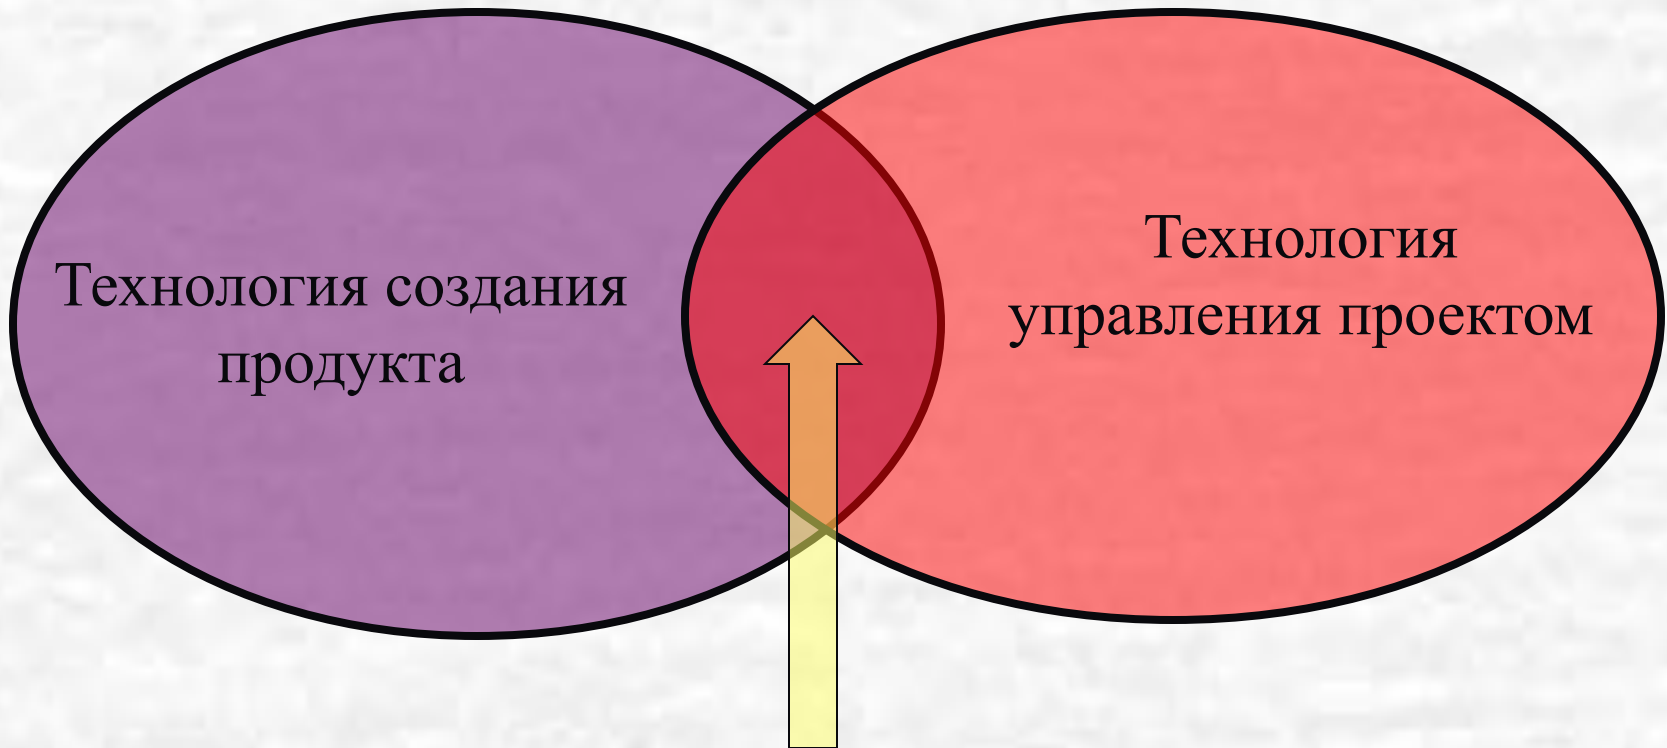 Технология создания
продукта
Технология
управления проектом